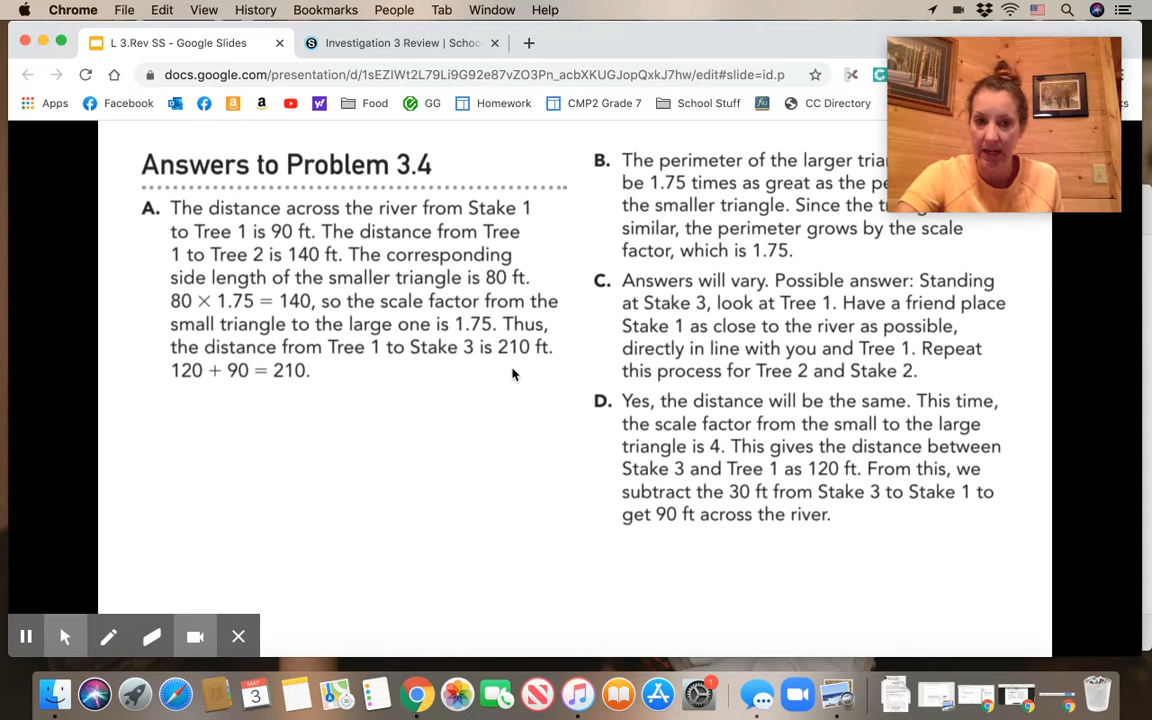 Chrome File Edit View History Bookmarks People Tab Window Help
L 3.Rev SS - Google Slides
Investigation 3 Review | Schoo
docs.google.com/presentation/d/1sEZIWt2L79Li9G92e87vZO3Pn_acbXKUGJopQxkJ7hw/edit#slide=id.p
Apps Facebook Food GG Homework CMP2 Grade 7 School Stuff fiu CC Directory
Answers to Problem 3.4
A. The distance across the river from Stake 1
to Tree 1 is 90 ft. The distance from Tree
1 to Tree 2 is 140 ft. The corresponding
side length of the smaller triangle is 80 ft.
80 × 1.75 = 140, so the scale factor from the
small triangle to the large one is 1.75. Thus,
the distance from Tree 1 to Stake 3 is 210 ft.
120 + 90 = 210.
B. The perimeter of the larger tria
be 1.75 times as great as the pe
the smaller triangle. Since the
similar, the perimeter grows by the scale
factor, which is 1.75.
C. Answers will vary. Possible answer: Standing
at Stake 3, look at Tree 1. Have a friend place
Stake 1 as close to the river as possible,
directly in line with you and Tree 1. Repeat
this process for Tree 2 and Stake 2.
D. Yes, the distance will be the same. This time,
the scale factor from the small to the large
triangle is 4. This gives the distance between
Stake 3 and Tree 1 as 120 ft. From this, we
subtract the 30 ft from Stake 3 to Stake 1 to
get 90 ft across the river.
MAY
3
1